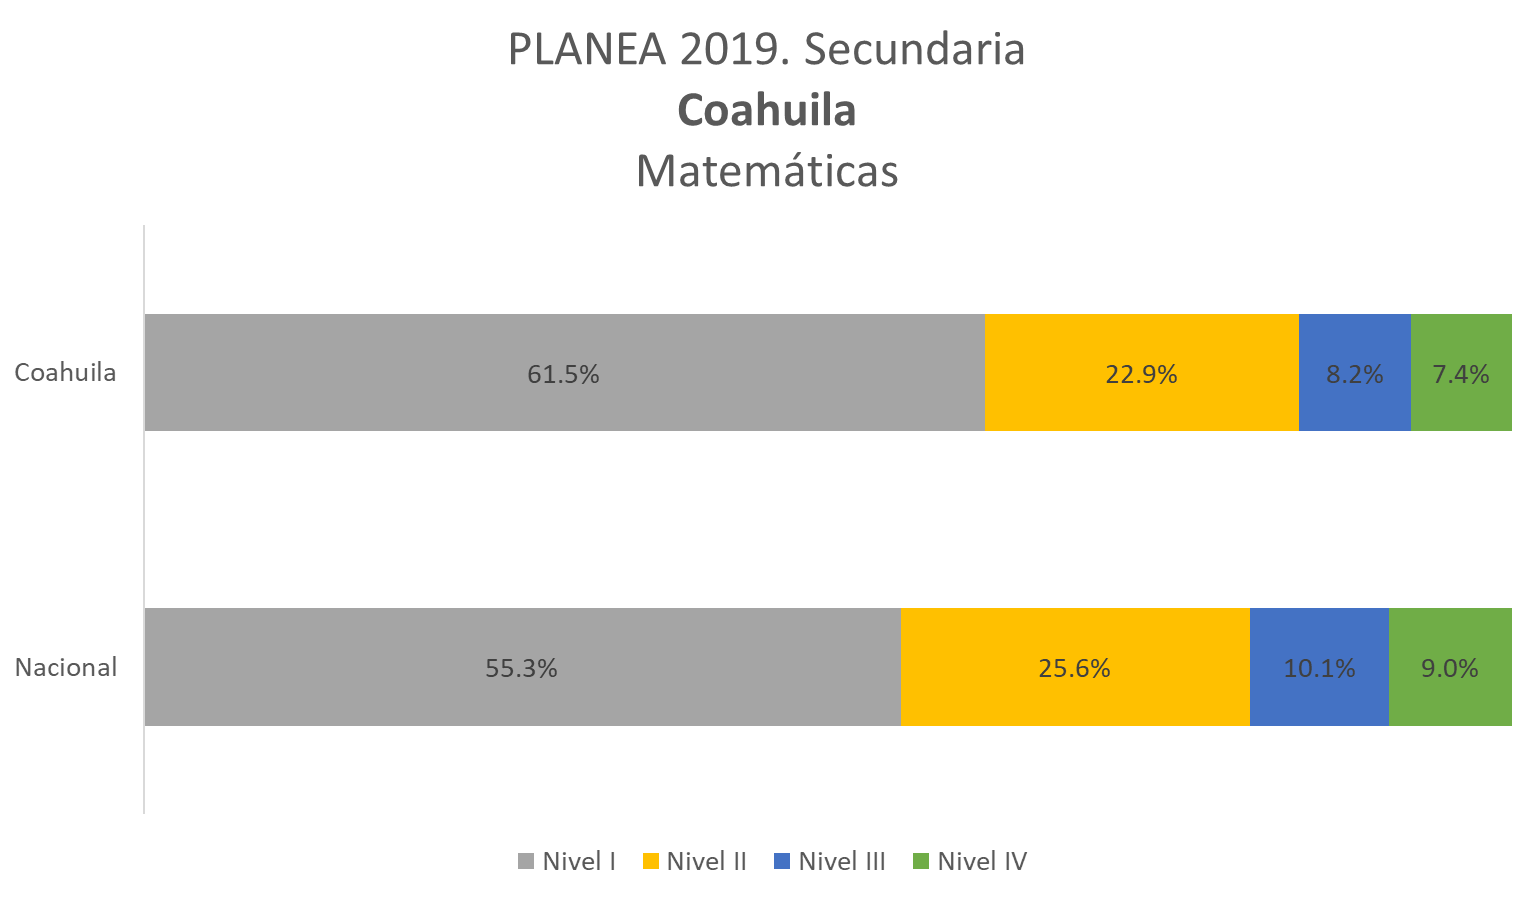 PLANEA 2019. Secundaria
Coahuila
Matemáticas
Coahuila 61.5% 22.9% 8.2% 7.4%
Nacional 55.3% 25.6% 10.1% 9.0%
Nivel I Nivel II Nivel III Nivel IV